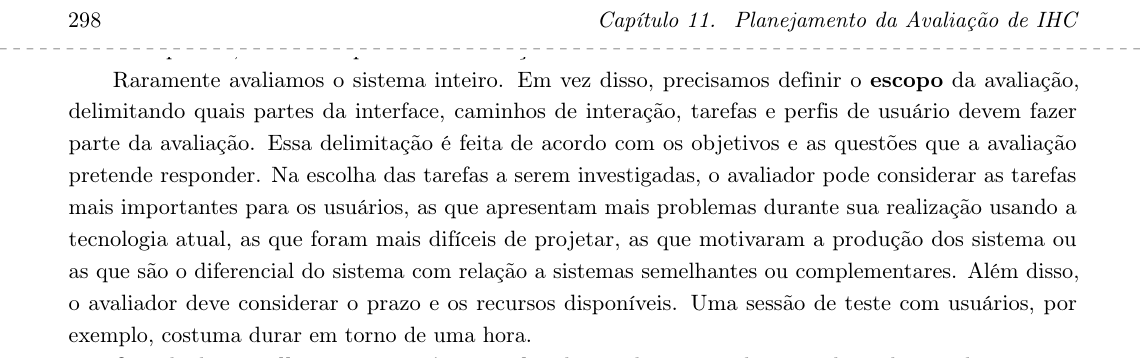 298 Capítulo 11. Planejamento da Avaliação de IHC
Raramente avaliamos o sistema inteiro. Em vez disso, precisamos definir o escopo da avaliação,
delimitando quais partes da interface, caminhos de interação, tarefas e perfis de usuário devem fazer
parte da avaliação. Essa delimitação é feita de acordo com os objetivos e as questões que a avaliação
pretende responder. Na escolha das tarefas a serem investigadas, o avaliador pode considerar as tarefas
mais importantes para os usuários, as que apresentam mais problemas durante sua realização usando a
tecnologia atual, as que foram mais difíceis de projetar, as que motivaram a produção dos sistema ou
as que são o diferencial do sistema com relação a sistemas semelhantes ou complementares. Além disso,
o avaliador deve considerar o prazo e os recursos disponíveis. Uma sessão de teste com usuários, por
exemplo, costuma durar em torno de uma hora.